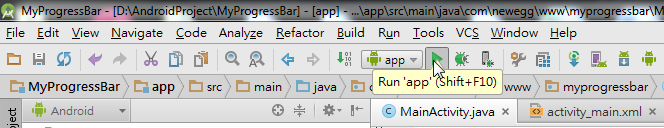 MyProgressBar - [D:\AndroidProject\MyProgressBar] - [app] - ...\app\src\main\java\com\newegg\www\myprogressbar\M
File Edit View Navigate Code Analyze Refactor Build Run Tools VCS Window Help
app
MyProgressBar app src main java www myprogressbar
Run 'app' (Shift+F10)
Android MainActivity.java activity_main.xml